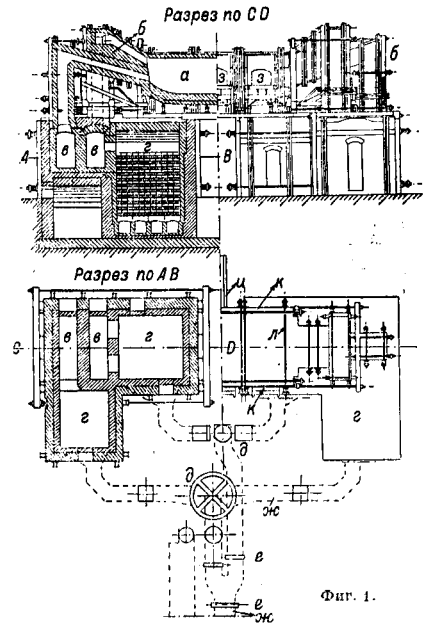 Разрез по CD
б
б
а
з
з
А
в
в
г
В
Разрез по АВ
и
к
С
в
в
г
D
л
к
г
г
д
д
ж
е
е
ж
Фиг. 1.